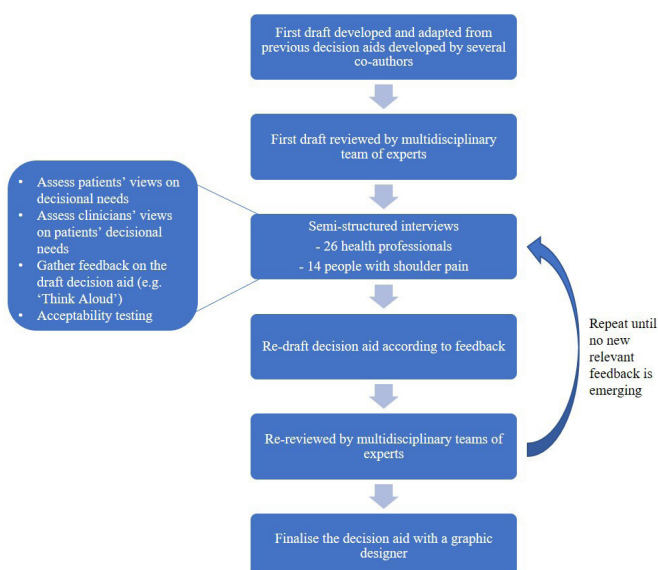 First draft developed and adapted from
previous decision aids developed by several
co-authors
First draft reviewed by multidisciplinary
team of experts
• Assess patients’ views on
decisional needs
• Assess clinicians’ views
on patients’ decisional
needs
• Gather feedback on the
draft decision aid (e.g.
‘Think Aloud’)
• Acceptability testing
Semi-structured interviews
- 26 health professionals
- 14 people with shoulder pain
Re-draft decision aid according to feedback
Re-reviewed by multidisciplinary teams of
experts
Repeat until
no new
relevant
feedback is
emerging
Finalise the decision aid with a graphic
designer